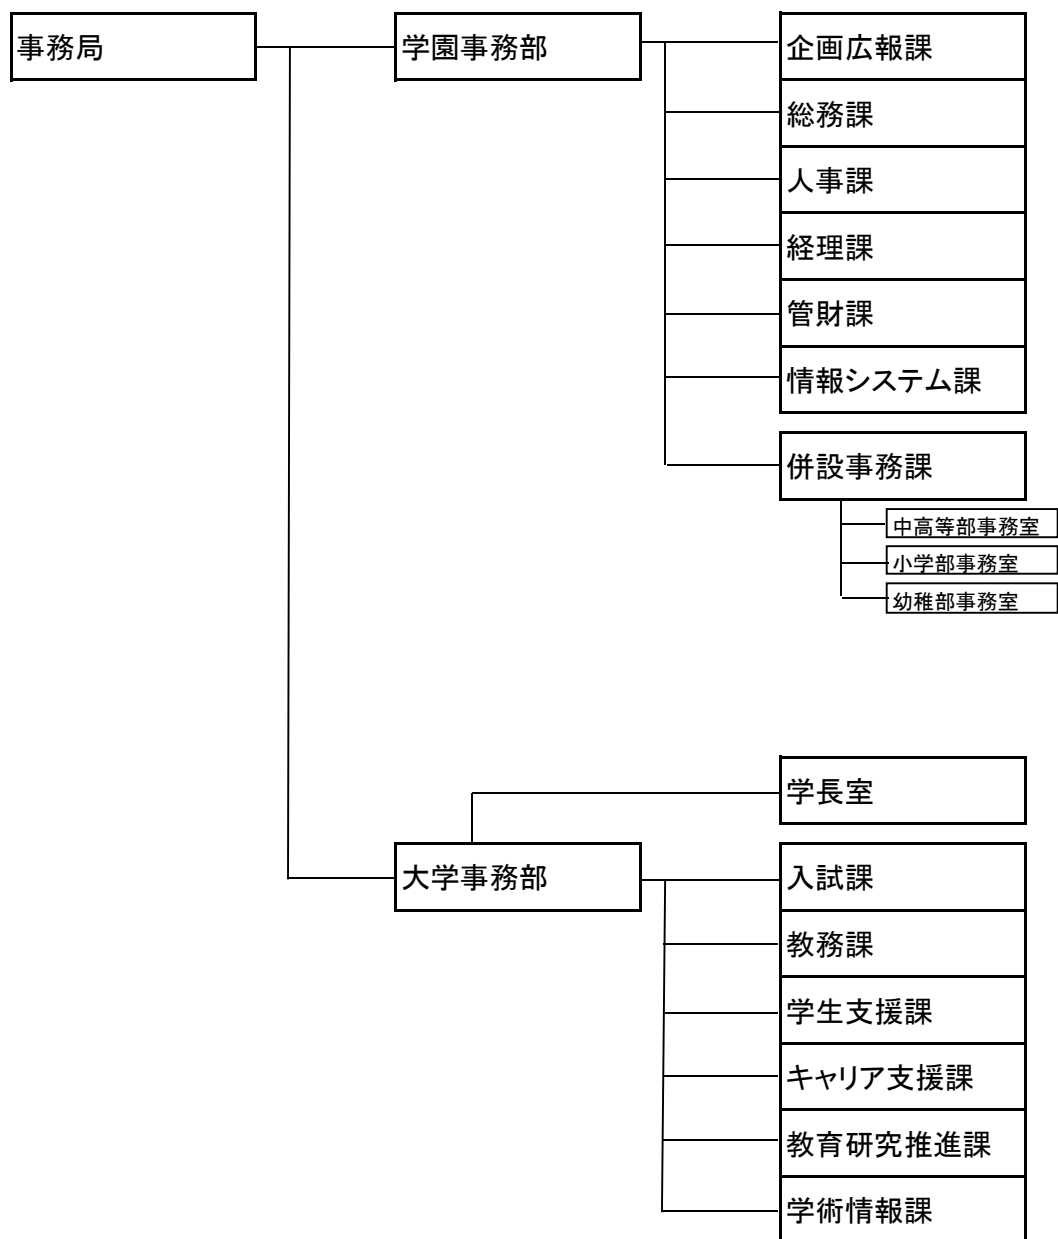 事務局
学園事務部
企画広報課
総務課
人事課
経理課
管財課
情報システム課
併設事務課
中高等部事務室
小学部事務室
幼稚部事務室
学長室
大学事務部
入試課
教務課
学生支援課
キャリア支援課
教育研究推進課
学術情報課